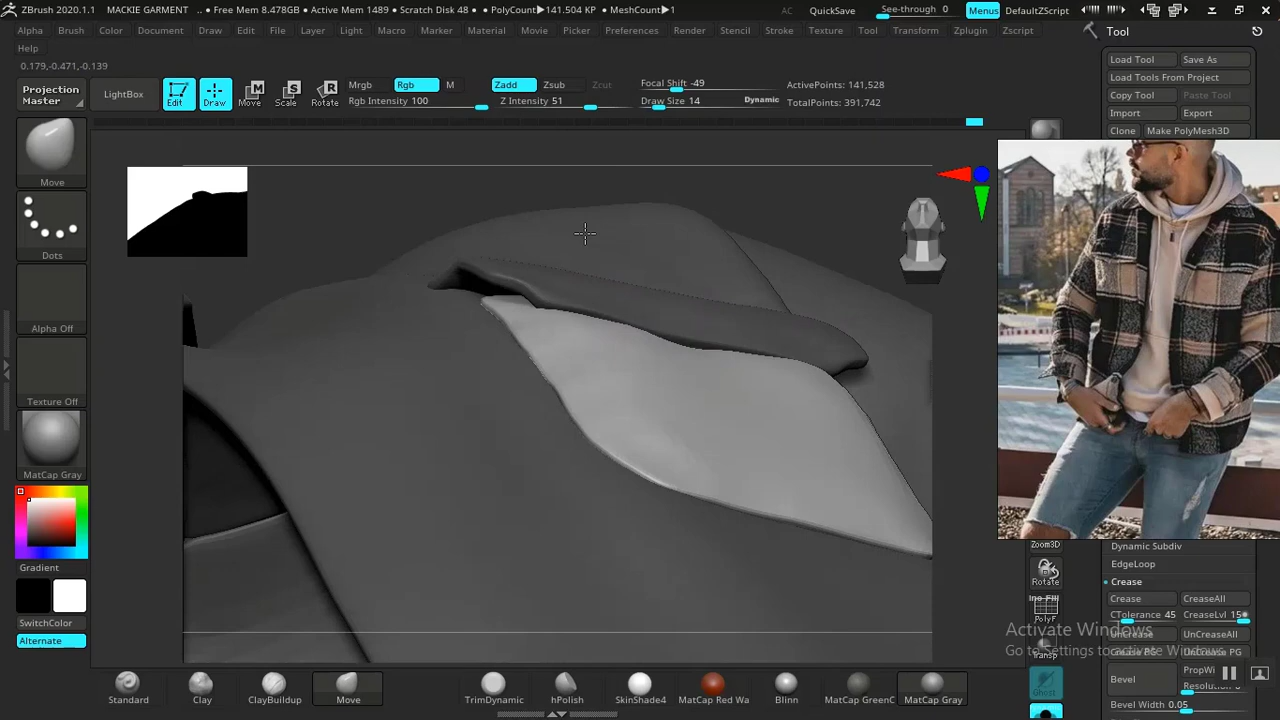 ZBrush 2020.1.1 MACKIE GARMENT .. • Free Mem 8.478GB • Active Mem 1489 • Scratch Disk 48 • PolyCount▶141.504 KP • MeshCount▶1 AC QuickSave See-through 0 Menus DefaultZScript
Alpha Brush Color Document Draw Edit File Layer Light Macro Marker Material Movie Picker Preferences Render Stencil Stroke Texture Tool Transform Zplugin Zscript
Help
Tool
0.179,-0.471,-0.139
Load Tool Save As
Load Tools From Project
Copy Tool Paste Tool
Import Export
Clone Make PolyMesh3D
Projection
Master
LightBox
Edit Draw Move Scale Rotate
Mrgb Rgb M
Rgb Intensity 100
Zadd Zsub Zcut
Z Intensity 51
Focal Shift -49
Draw Size 14 Dynamic
ActivePoints: 141,528
TotalPoints: 391,742
Move
Dots
Alpha Off
Texture Off
MatCap Gray
Gradient
SwitchColor
Alternate
Zoom3D
Rotate
PolyF
Transp
Ghost
Dynamic Subdiv
EdgeLoop
Crease
Crease CreaseAll
CTolerance 45 CreaseLvl 15
UnCrease UnCreaseAll
Crease PG UnCrease PG
Bevel
Bevel Width 0.05
Activate Windows
Go to Settings to activate Windows.
Standard Clay ClayBuildup Move TrimDynamic hPolish SkinShade4 MatCap Red Wa Blinn MatCap GreenC MatCap Gray